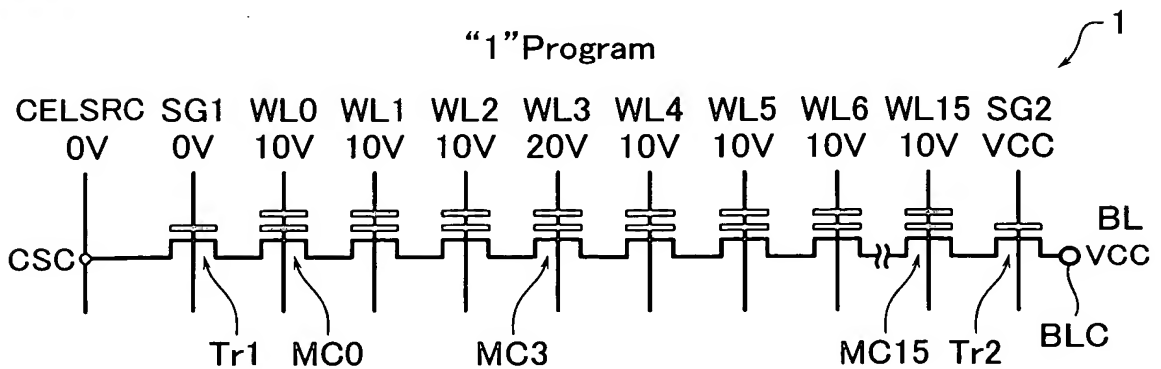 1
“1”Program
CELSRC SG1 WL0 WL1 WL2 WL3 WL4 WL5 WL6 WL15 SG2
0V 0V 10V 10V 10V 20V 10V 10V 10V 10V VCC
BL
CSC VCC
Tr1 MC0 MC3 MC15 Tr2 BLC